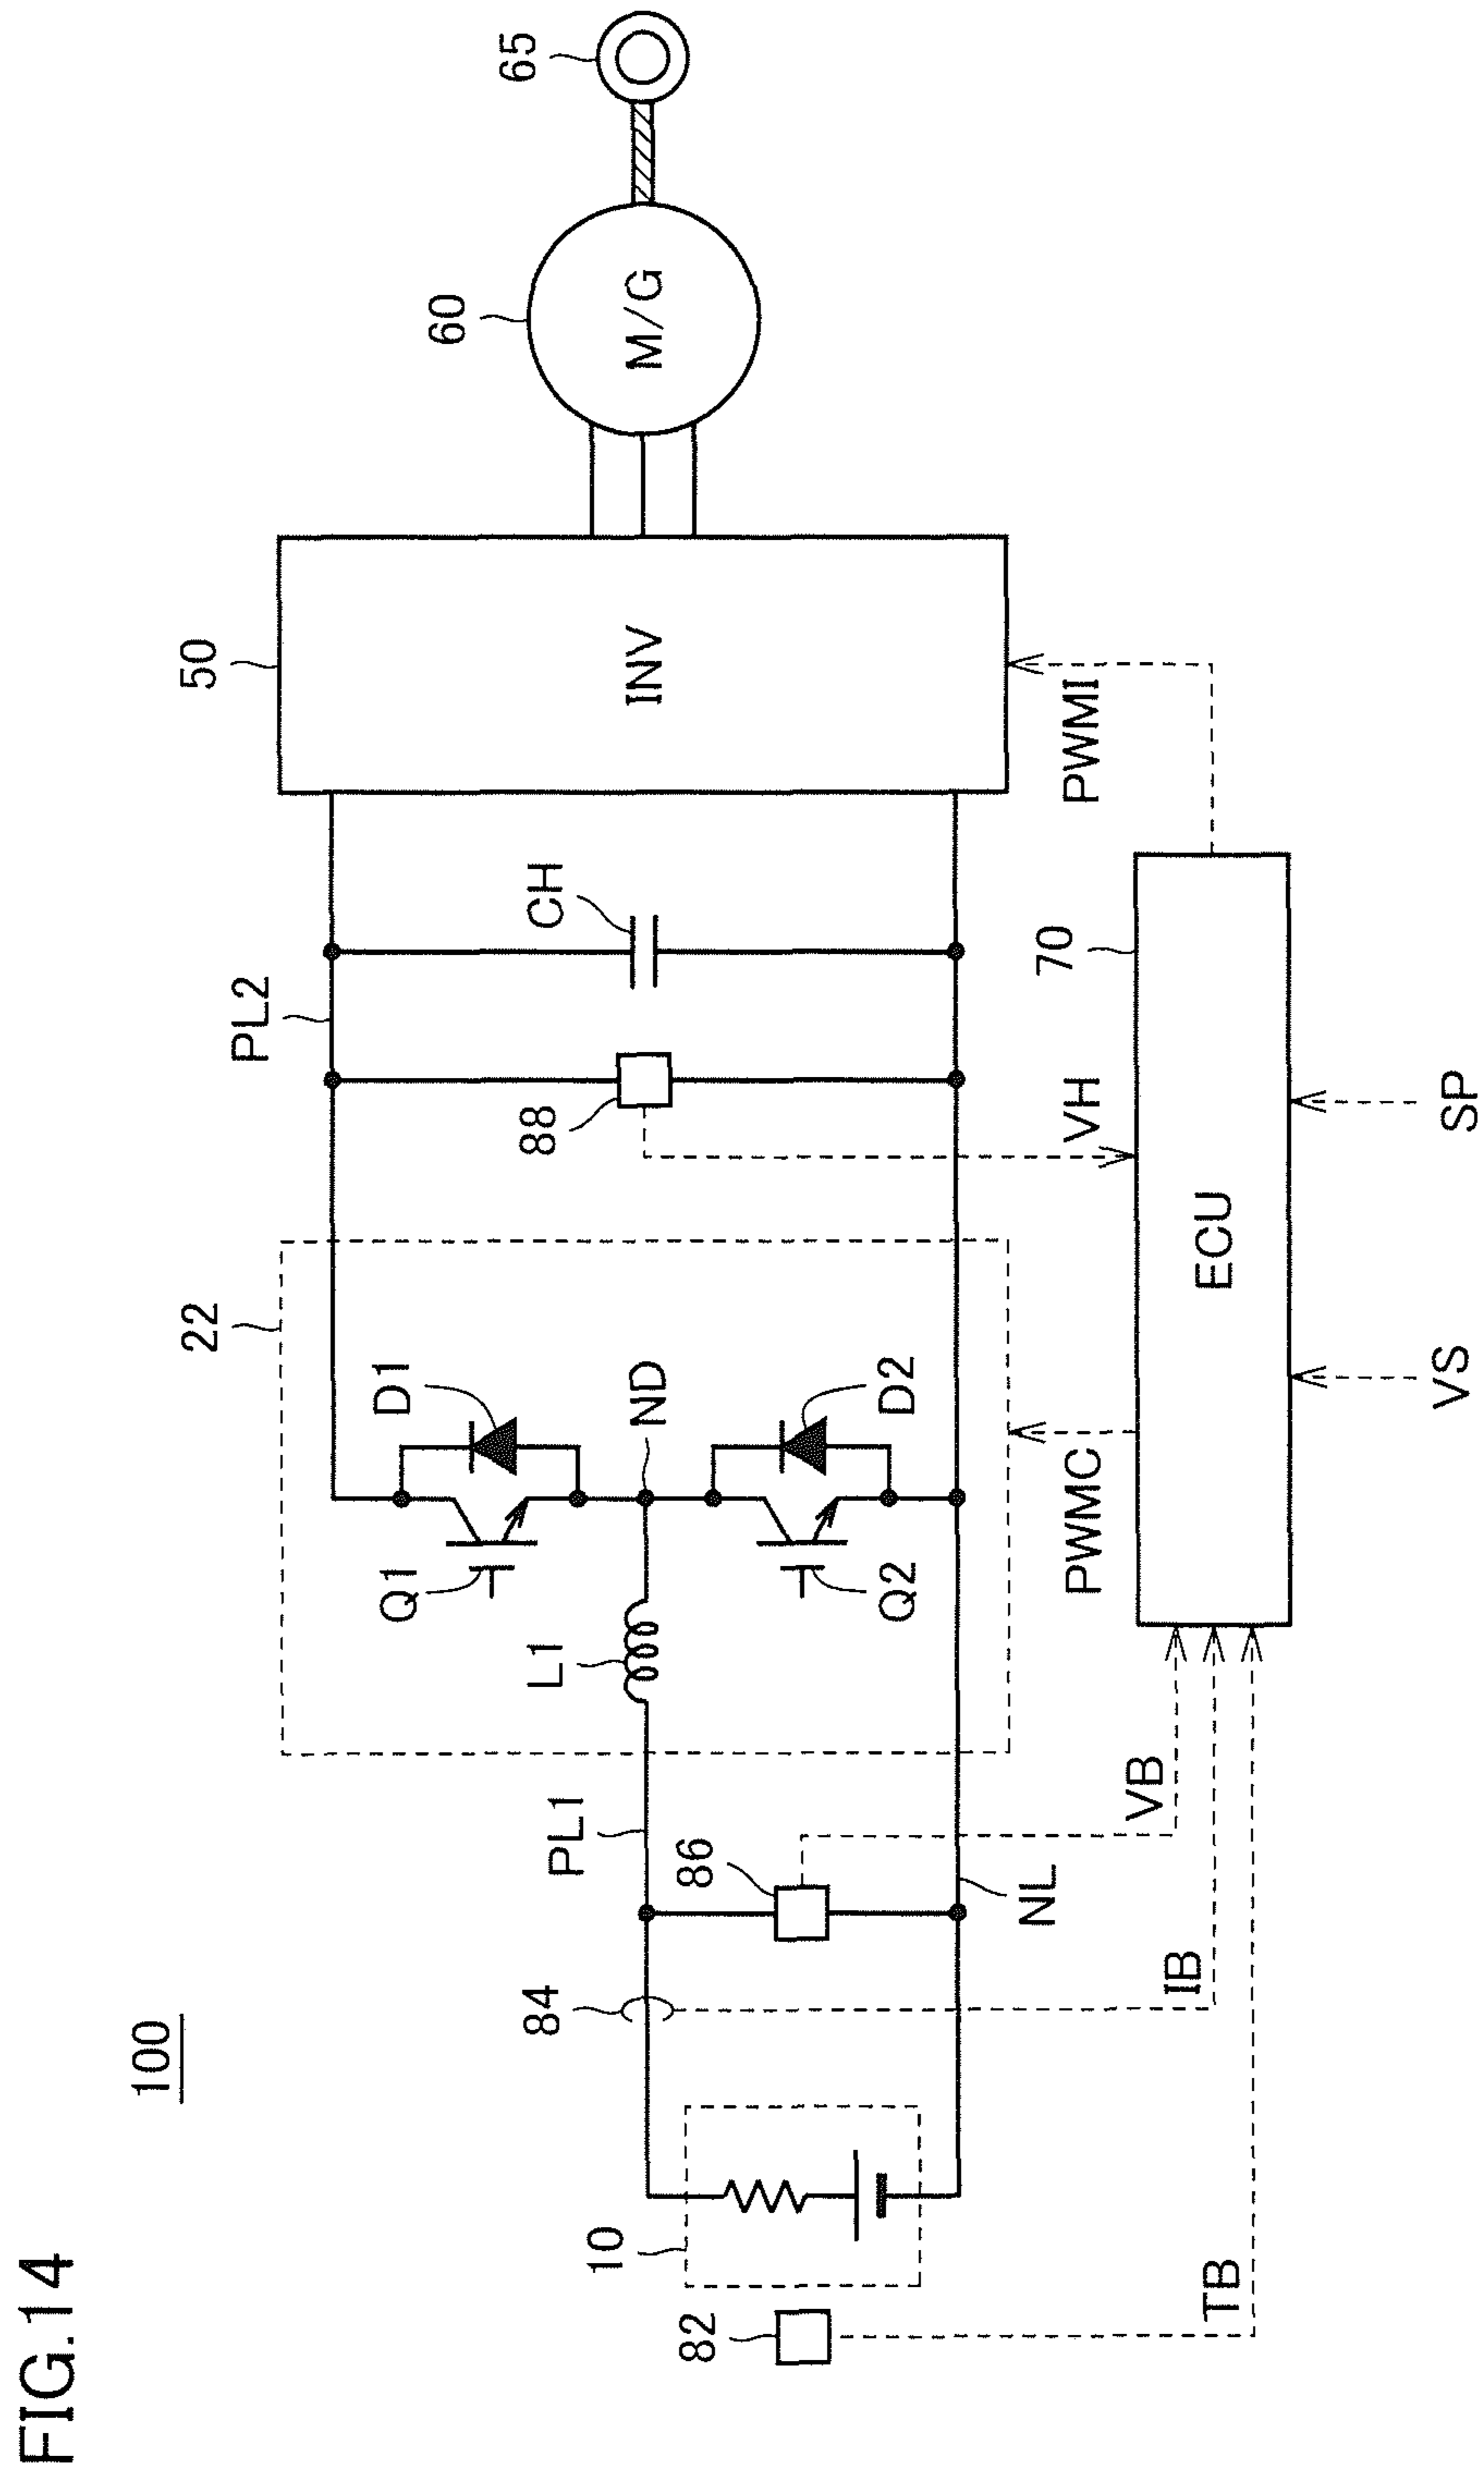 FIG.14
100
22
50
PL2
60
65
D1
Q1
ND
L1
PL1
CH
88
INV
M/G
D2
Q2
86
84
10
82
NL
PWMC
VH
70
PWMI
VB
IB
TB
ECU
VS
SP